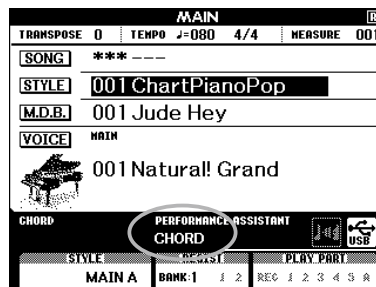 MAIN
TRANSPOSE 0 TEMPO ♩=080 4/4 MEASURE 001
SONG *** ---
STYLE 001 ChartPianoPop
M.D.B. 001 Jude Hey
VOICE MAIN
001 Natural! Grand
CHORD PERFORMANCE ASSISTANT
CHORD USB
STYLE REGIST PLAY PART
MAIN A BANK:1 1 2 REC 1 2 3 4 5 A